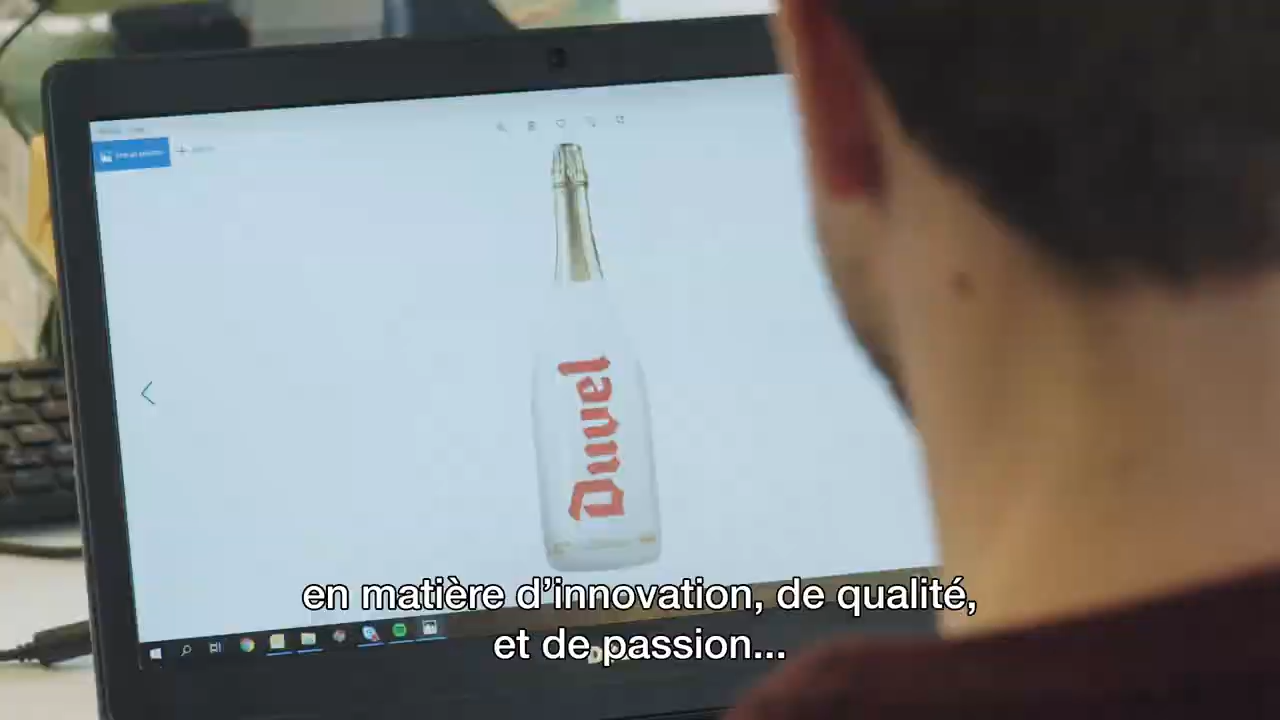 Duvel
en matière d’innovation, de qualité,
et de passion...